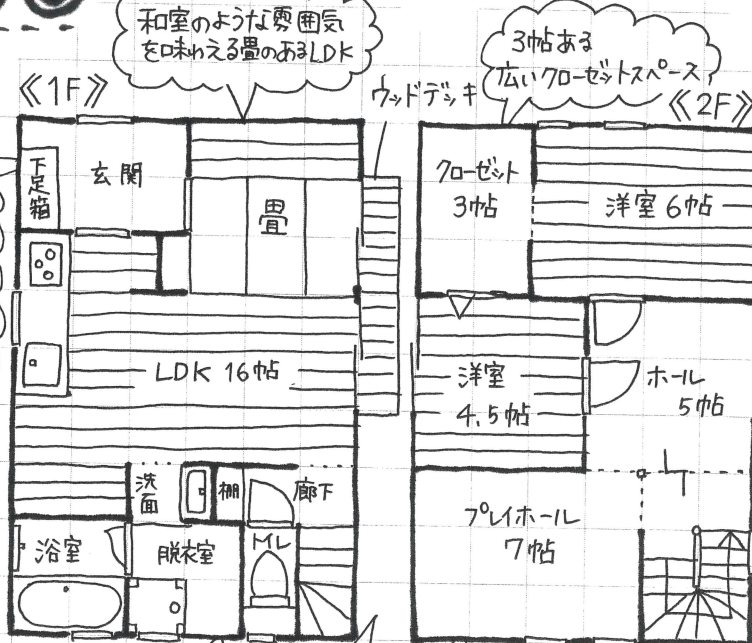 和室のような雰囲気
を味わえる畳のあるLDK
3帖ある
広いクローゼットスペース
《1F》
ウッドデッキ
《2F》
下足箱
玄関
畳
クローゼット
3帖
洋室 6帖
LDK 16帖
洋室
4.5帖
ホール
5帖
洗面
棚
廊下
プレイホール
7帖
浴室
脱衣室